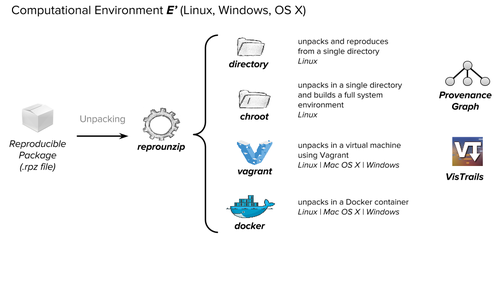 Computational Environment E' (Linux, Windows, OS X)
Reproducible
Package
(.rpz file)
Unpacking
reprounzip
directory
unpacks and reproduces
from a single directory
Linux
chroot
unpacks in a single directory
and builds a full system
environment
Linux
vagrant
unpacks in a virtual machine
using Vagrant
Linux | Mac OS X | Windows
docker
unpacks in a Docker container
Linux | Mac OS X | Windows
Provenance
Graph
VT
VisTrails